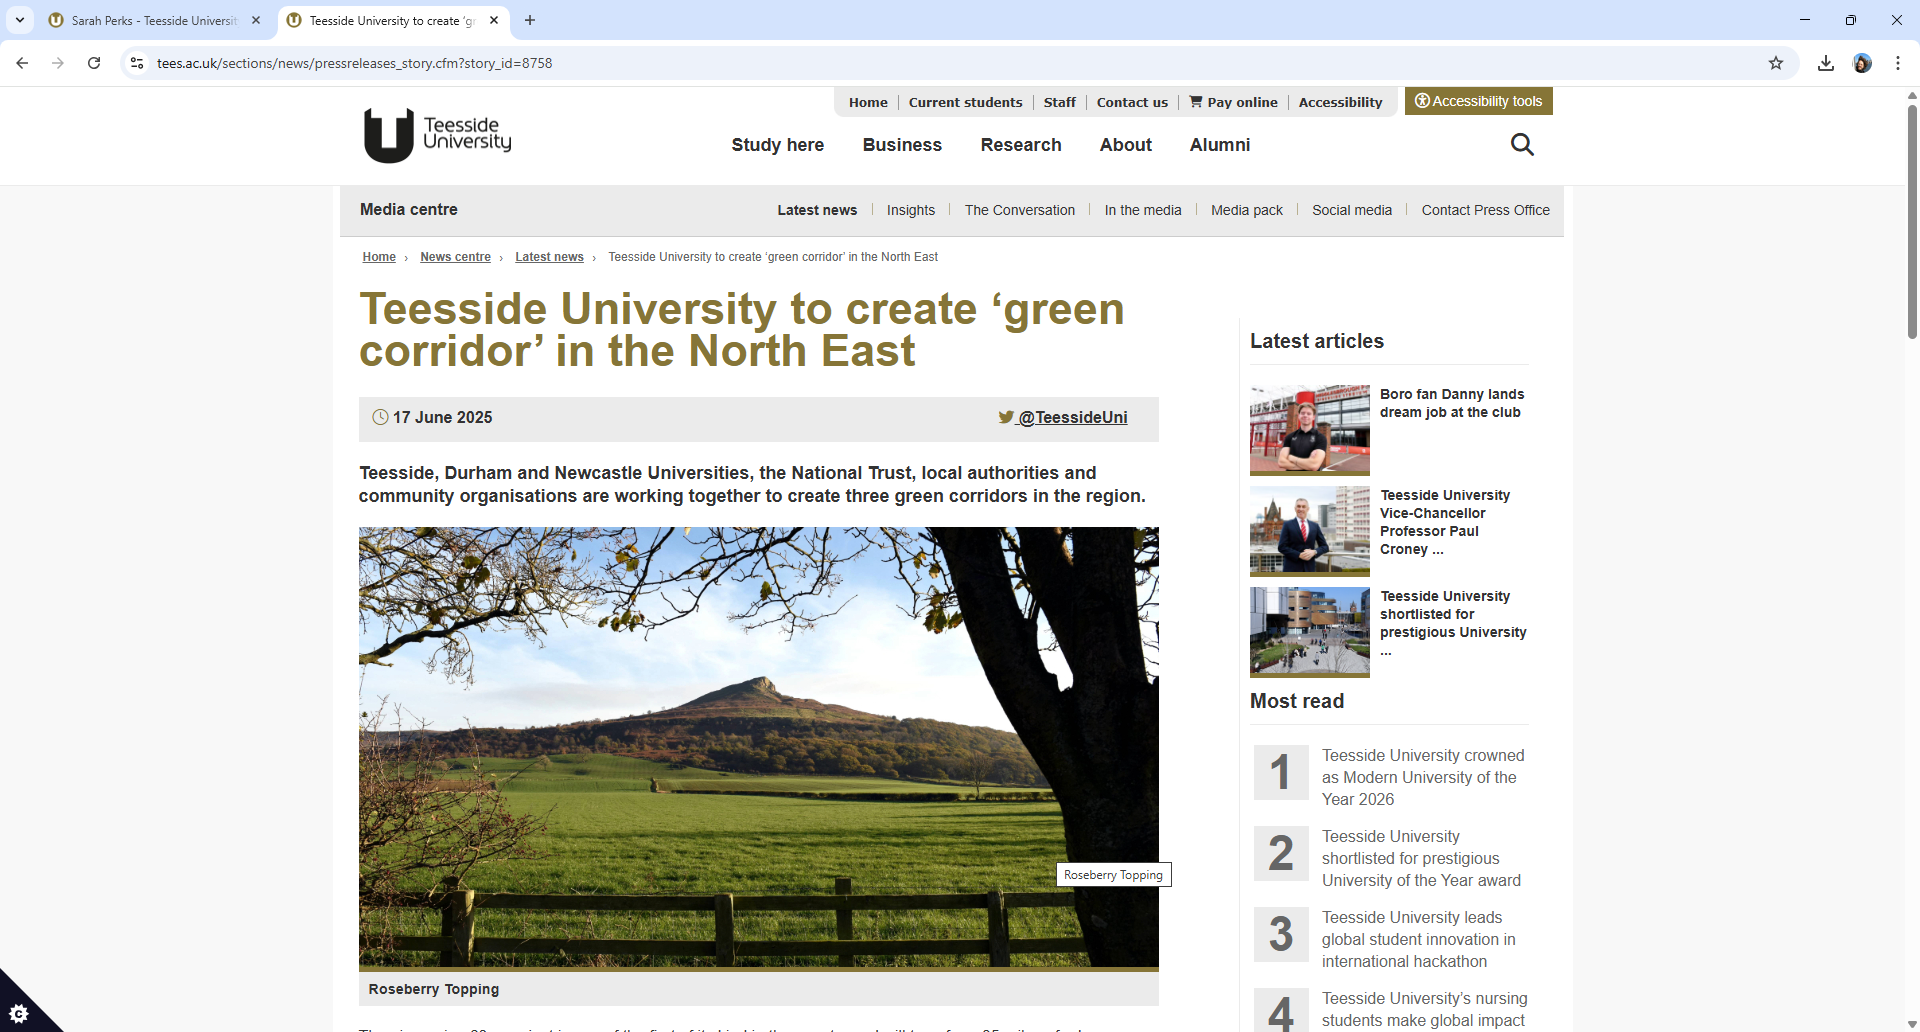 Sarah Perks - Teesside Universit
Teesside University to create ‘gr
tees.ac.uk/sections/news/pressreleases_story.cfm?story_id=8758
Home
Current students
Staff
Contact us
Pay online
Accessibility
Accessibility tools
Teesside
University
Study here
Business
Research
About
Alumni
Media centre
Latest news
Insights
The Conversation
In the media
Media pack
Social media
Contact Press Office
Home › News centre › Latest news › Teesside University to create ‘green corridor’ in the North East
Teesside University to create ‘green
corridor’ in the North East
17 June 2025
@TeessideUni
Teesside, Durham and Newcastle Universities, the National Trust, local authorities and
community organisations are working together to create three green corridors in the region.
Roseberry Topping
Roseberry Topping
Latest articles
Boro fan Danny lands
dream job at the club
Teesside University
Vice-Chancellor
Professor Paul
Croney ...
Teesside University
shortlisted for
prestigious University
...
Most read
1
Teesside University crowned
as Modern University of the
Year 2026
2
Teesside University
shortlisted for prestigious
University of the Year award
3
Teesside University leads
global student innovation in
international hackathon
4
Teesside University’s nursing
students make global impact